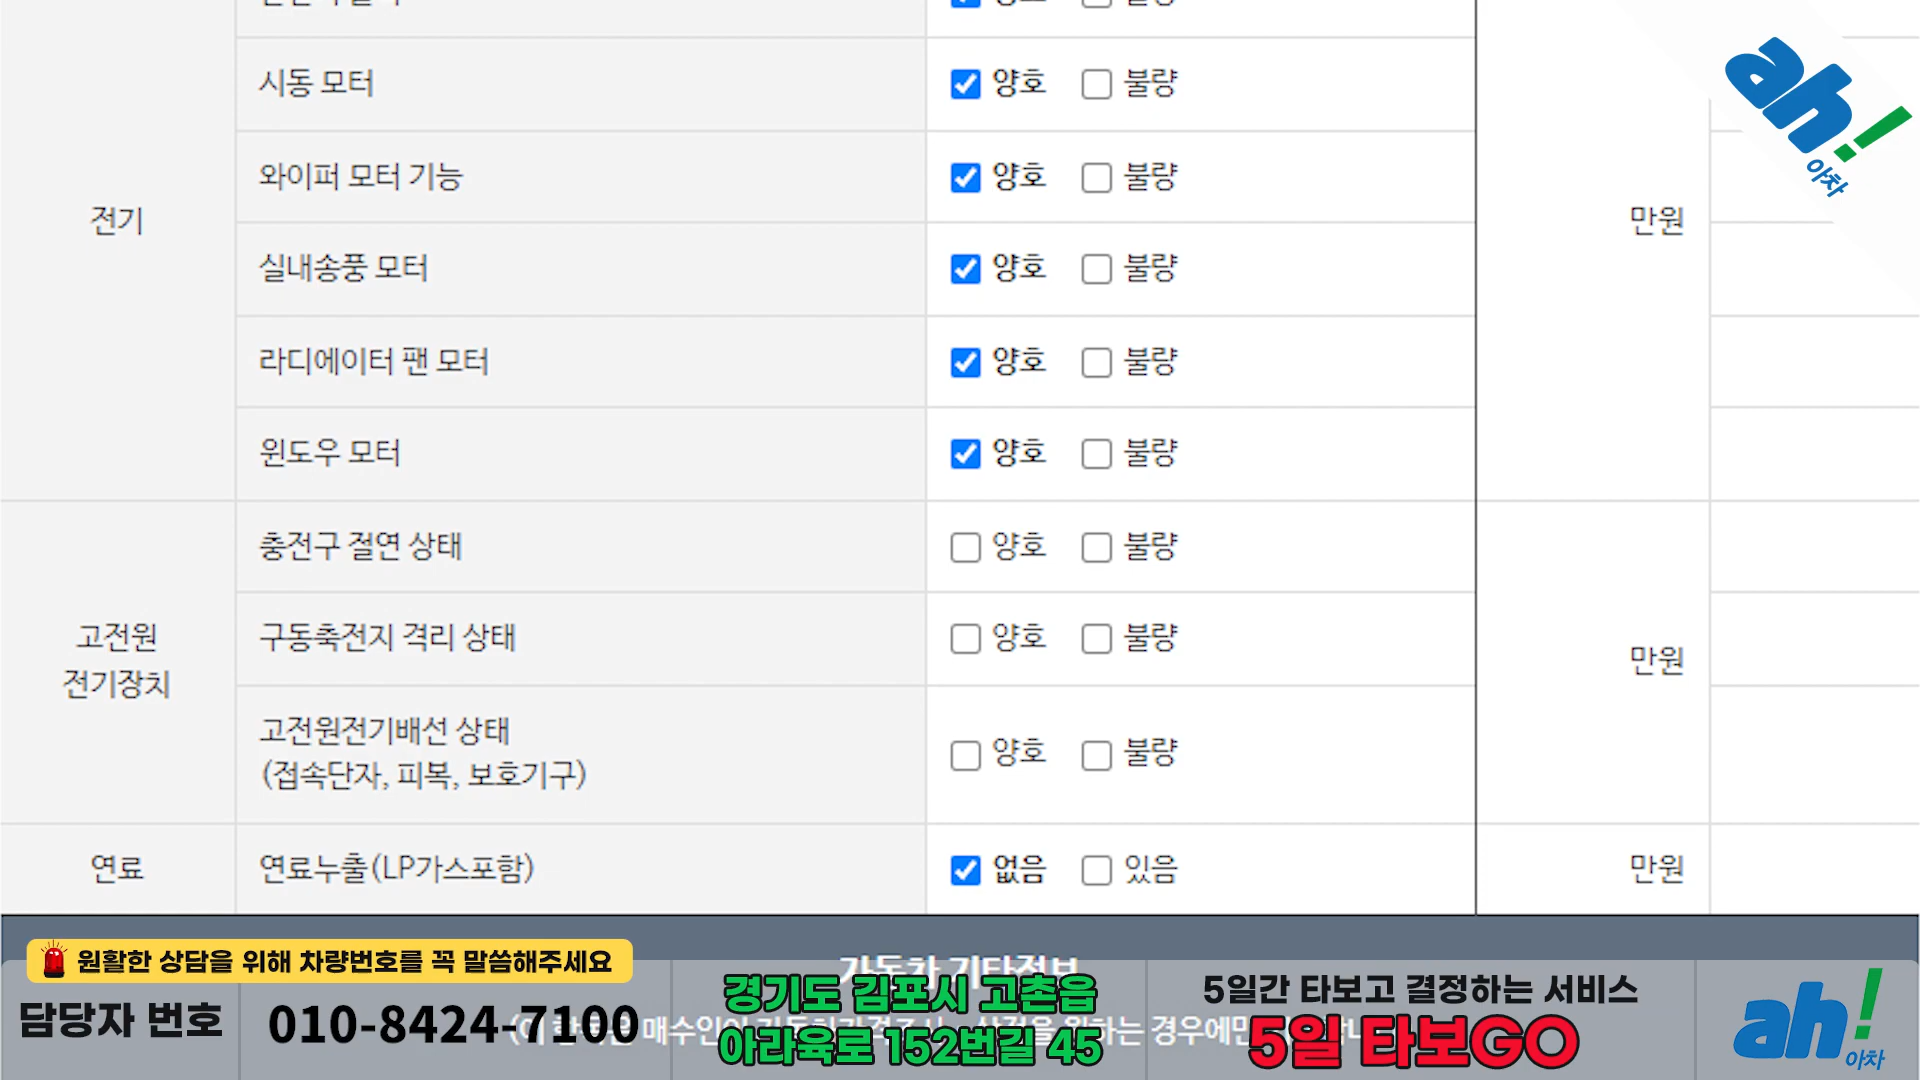 시동 모터 양호 불량
와이퍼 모터 기능 양호 불량
전기 만원
실내송풍 모터 양호 불량
라디에이터 팬 모터 양호 불량
윈도우 모터 양호 불량
충전구 절연 상태 양호 불량
고전원
전기장치
구동축전지 격리 상태 양호 불량
만원
고전원전기배선 상태
(접속단자, 피복, 보호기구) 양호 불량
연료 연료누출(LP가스포함) 없음 있음 만원
ah!
아차
원활한 상담을 위해 차량번호를 꼭 말씀해주세요
담당자 번호 010-8424-7100
경기도 김포시 고촌읍
아라육로 152번길 45
5일간 타보고 결정하는 서비스
5일 타보GO
ah!
아차